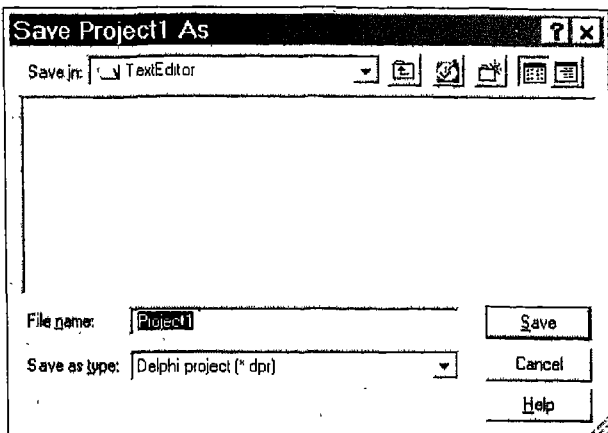 Save Project1 As
Save in: TextEditor
File name: Project1
Save
Save as type: Delphi project (*.dpr)
Cancel
Help